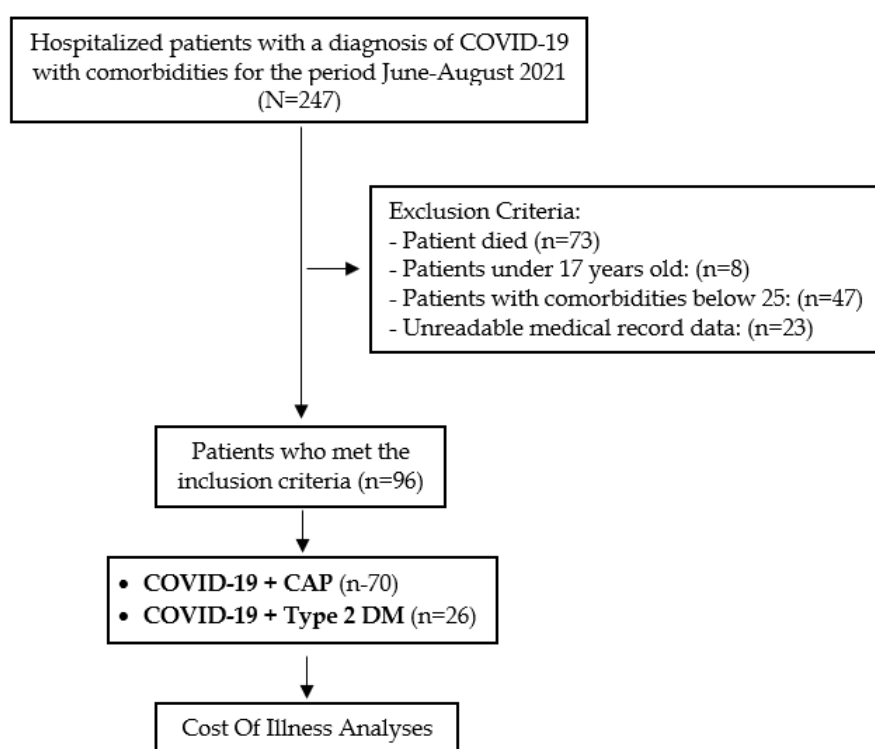 Hospitalized patients with a diagnosis of COVID-19
with comorbidities for the period June-August 2021
(N=247)
Exclusion Criteria:
- Patient died (n=73)
- Patients under 17 years old: (n=8)
- Patients with comorbidities below 25: (n=47)
- Unreadable medical record data: (n=23)
Patients who met the
inclusion criteria (n=96)
• COVID-19 + CAP (n-70)
• COVID-19 + Type 2 DM (n=26)
Cost Of Illness Analyses